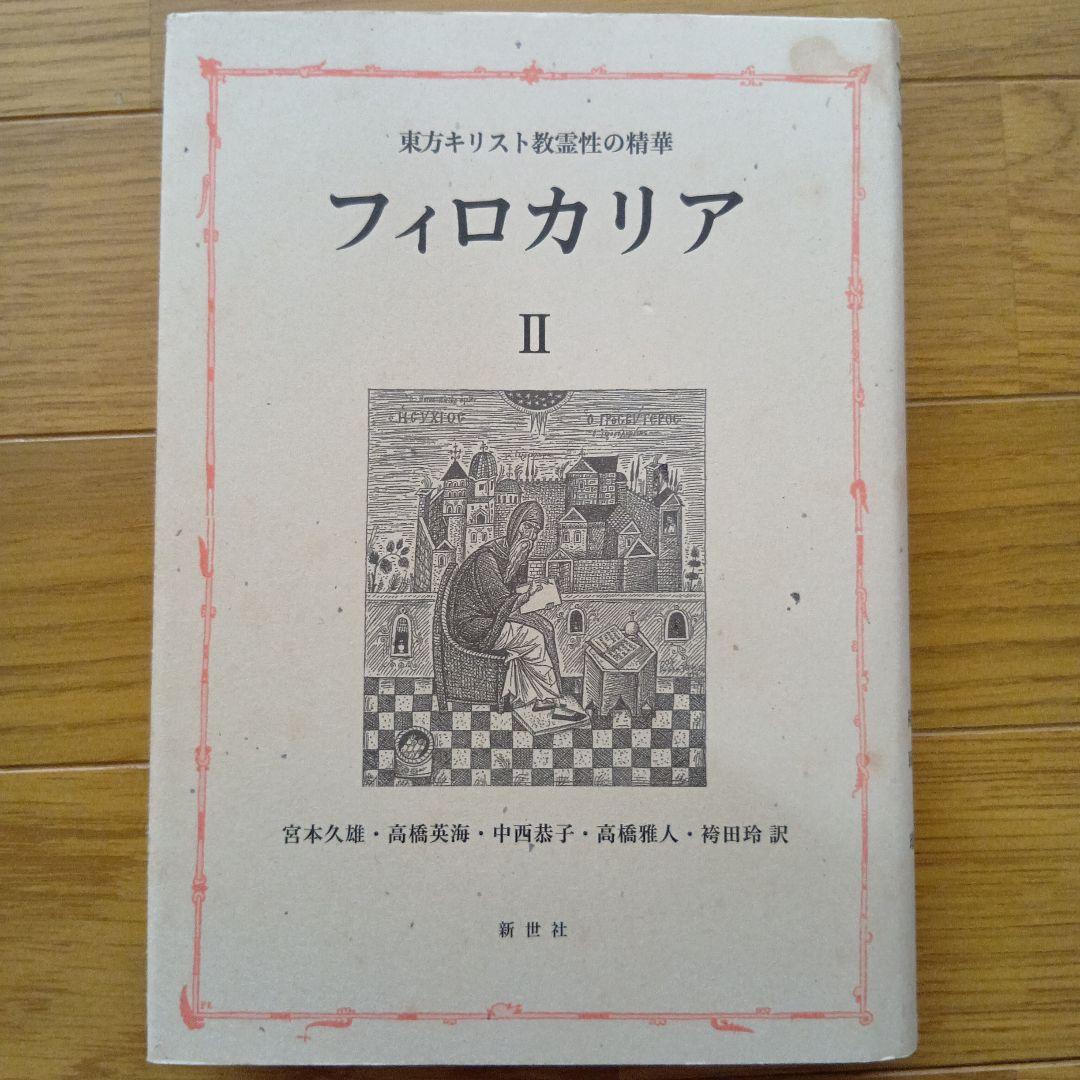 東方キリスト教霊性の精華
フィロカリア
II
宮本久雄・高橋英海・中西恭子・高橋雅人・袴田玲 訳
新世社